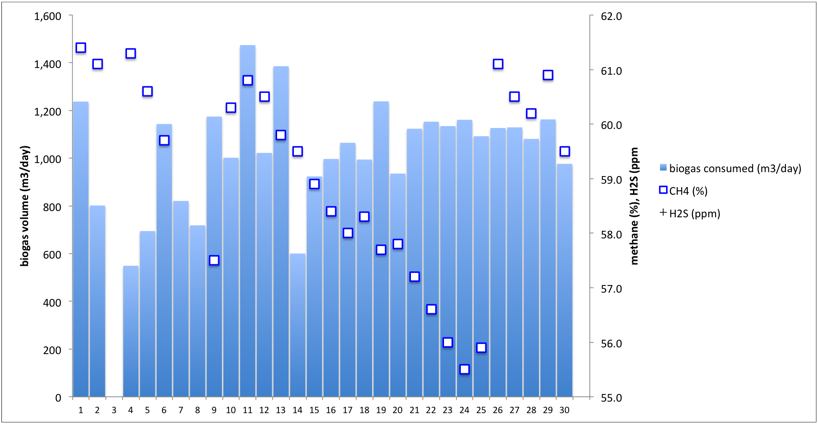 1,600
1,400
1,200
1,000
800
600
400
200
0
biogas volume (m3/day)
1 2 3 4 5 6 7 8 9 10 11 12 13 14 15 16 17 18 19 20 21 22 23 24 25 26 27 28 29 30
62.0
61.0
60.0
59.0
58.0
57.0
56.0
55.0
methane (%), H2S (ppm
biogas consumed (m3/day)
CH4 (%)
H2S (ppm)